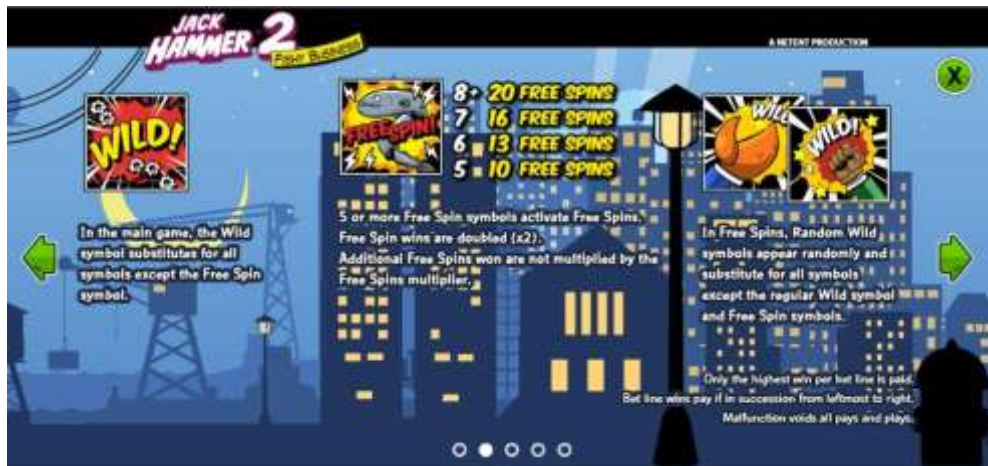 JACK
HAMMER 2
FISHY BUSINESS
A NETENT PRODUCTION
X
WILD!
In the main game, the Wild
symbol substitutes for all
symbols except the Free Spin
symbol.
FREE SPIN!
8+ 20 FREE SPINS
7 16 FREE SPINS
6 13 FREE SPINS
5 10 FREE SPINS
5 or more Free Spin symbols activate Free Spins.
Free Spin wins are doubled (x2).
Additional Free Spins won are not multiplied by the
Free Spins multiplier.
WILD
WILD!
In Free Spins, Random Wild
symbols appear randomly and
substitute for all symbols
except the regular Wild symbol
and Free Spin symbols.
Only the highest win per bet line is paid.
Bet line wins pay if in succession from leftmost to right.
Malfunction voids all pays and plays.